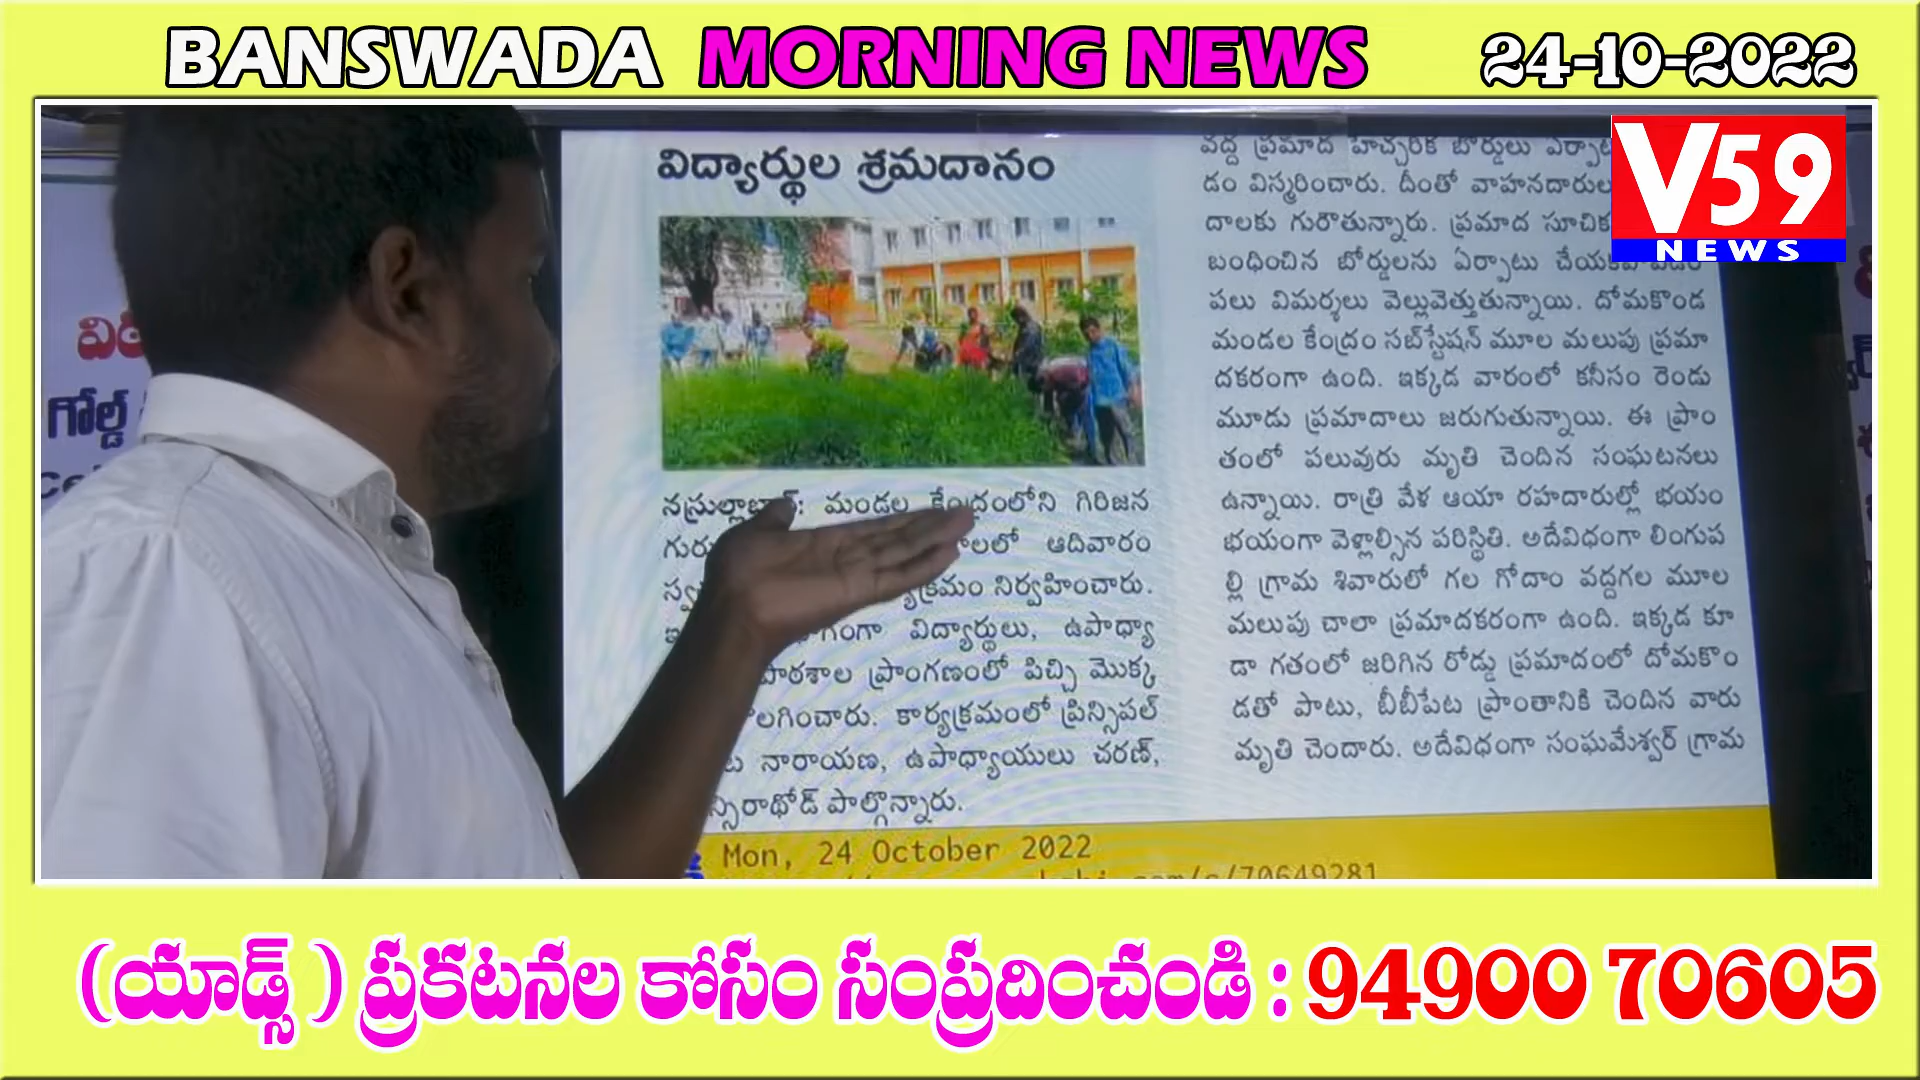 BANSWADA MORNING NEWS 24-10-2022
V59
NEWS
విద్యార్థుల శ్రమదానం
మండల కేంద్రంలోని గిరిజన
ఆదివారం
నిర్వహించారు.
విద్యార్థులు, ఉపాధ్యా
పాఠశాల ప్రాంగణంలో పిచ్చి మొక్క
కార్యక్రమంలో ప్రిన్సిపల్
నారాయణ, ఉపాధ్యాయులు చరణ్,
పాల్గొన్నారు.
వద్ద ప్రమాద హెచ్చరిక బోర్డులు
డం విస్మరించారు. దీంతో వాహనదారుల
దాలకు గురౌతున్నారు. ప్రమాద సూచిక
బంధించిన బోర్డులను ఏర్పాటు
పలు విమర్శలు వెల్లువెత్తుతున్నాయి. దోమకొండ
మండల కేంద్రం సబ్‌స్టేషన్ మూల మలుపు ప్రమా
దకరంగా ఉంది. ఇక్కడ వారంలో కనీసం రెండు
మూడు ప్రమాదాలు జరుగుతున్నాయి. ఈ ప్రాం
తంలో పలువురు మృతి చెందిన సంఘటనలు
ఉన్నాయి. రాత్రి వేళ ఆయా రహదారుల్లో భయం
భయంగా వెళ్లాల్సిన పరిస్థితి. అదేవిధంగా లింగుప
ల్లి గ్రామ శివారులో గల గోదాం వద్దగల మూల
మలుపు చాలా ప్రమాదకరంగా ఉంది. ఇక్కడ కూ
డా గతంలో జరిగిన రోడ్డు ప్రమాదంలో దోమకొం
డతో పాటు, బీబీపేట ప్రాంతానికి చెందిన వారు
మృతి చెందారు. అదేవిధంగా సంఘమేశ్వర్ గ్రామ
Mon, 24 October 2022
గోల్డ్
(యాడ్స్) ప్రకటనల కోసం సంప్రదించండి : 94900 70605